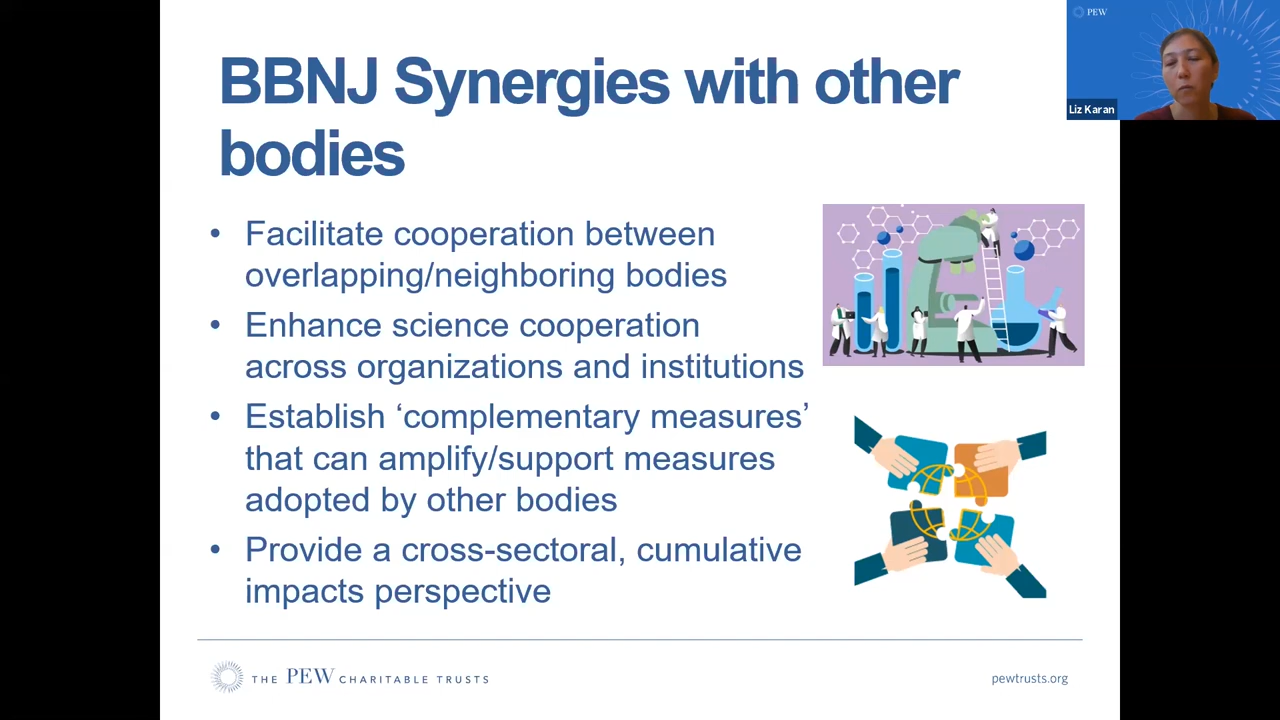 PEW
Liz Karan
BBNJ Synergies with other
bodies
• Facilitate cooperation between
overlapping/neighboring bodies
• Enhance science cooperation
across organizations and institutions
• Establish ‘complementary measures’
that can amplify/support measures
adopted by other bodies
• Provide a cross-sectoral, cumulative
impacts perspective
THE PEW CHARITABLE TRUSTS
pewtrusts.org